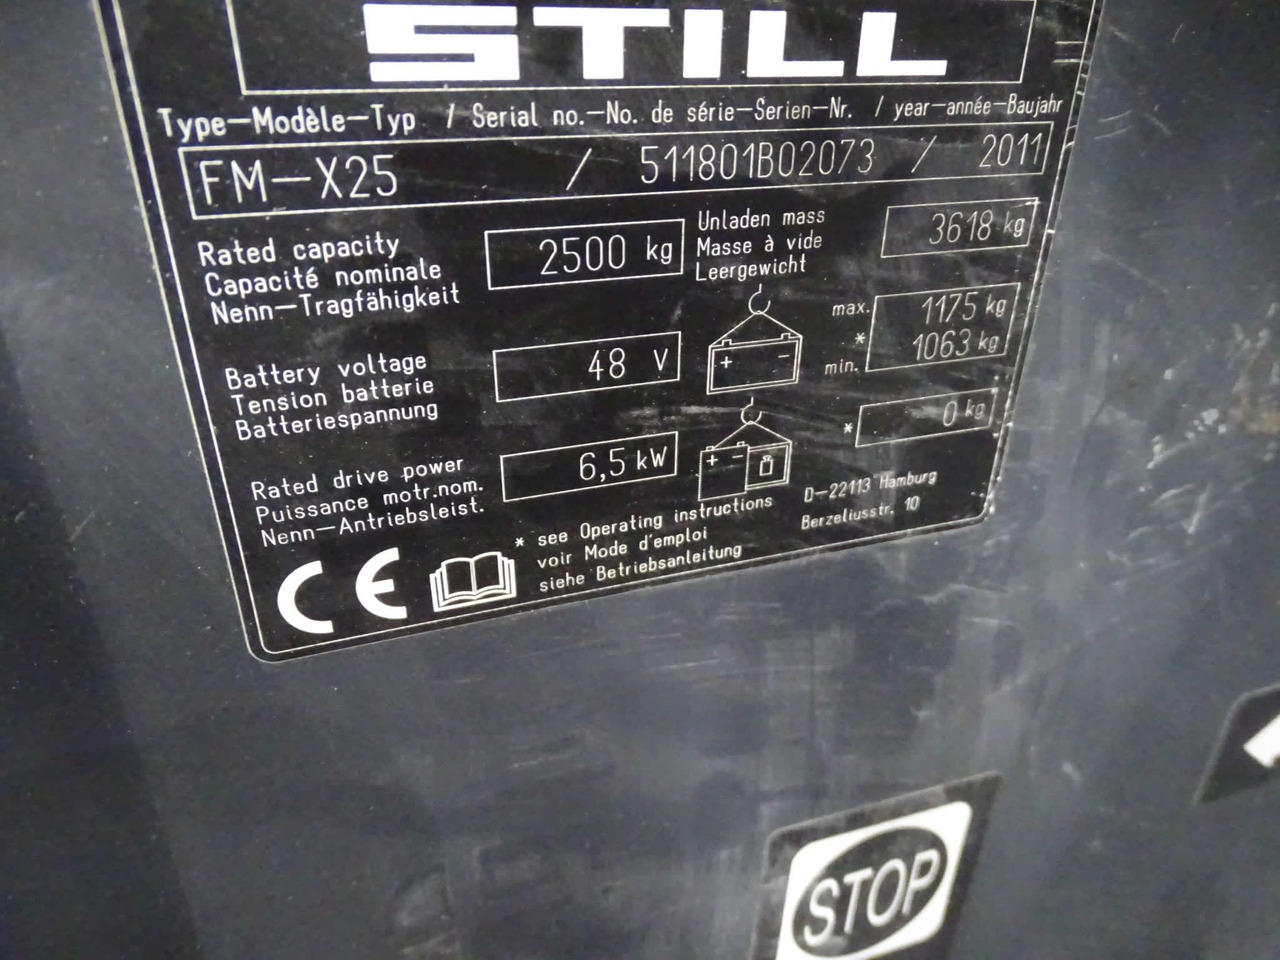 STILL
Type-Modèle-Typ / Serial no.-No. de série-Serien-Nr. / year-année-Baujahr
FM-X25 / 511801B02073 / 2011
Rated capacity
Capacité nominale
Nenn-Tragfähigkeit
2500 kg
Unladen mass
Masse à vide
Leergewicht
3618 kg
Battery voltage
Tension batterie
Batteriespannung
48 V
+ -
max. 1175 kg
* 1063 kg
min.
Rated drive power
Puissance motr.nom.
Nenn-Antriebsleist.
6,5 kW
+ -
* 0 kg
CE
* see Operating instructions
voir Mode d'emploi
siehe Betriebsanleitung
D-22113 Hamburg
Berzeliusstr. 10
STOP